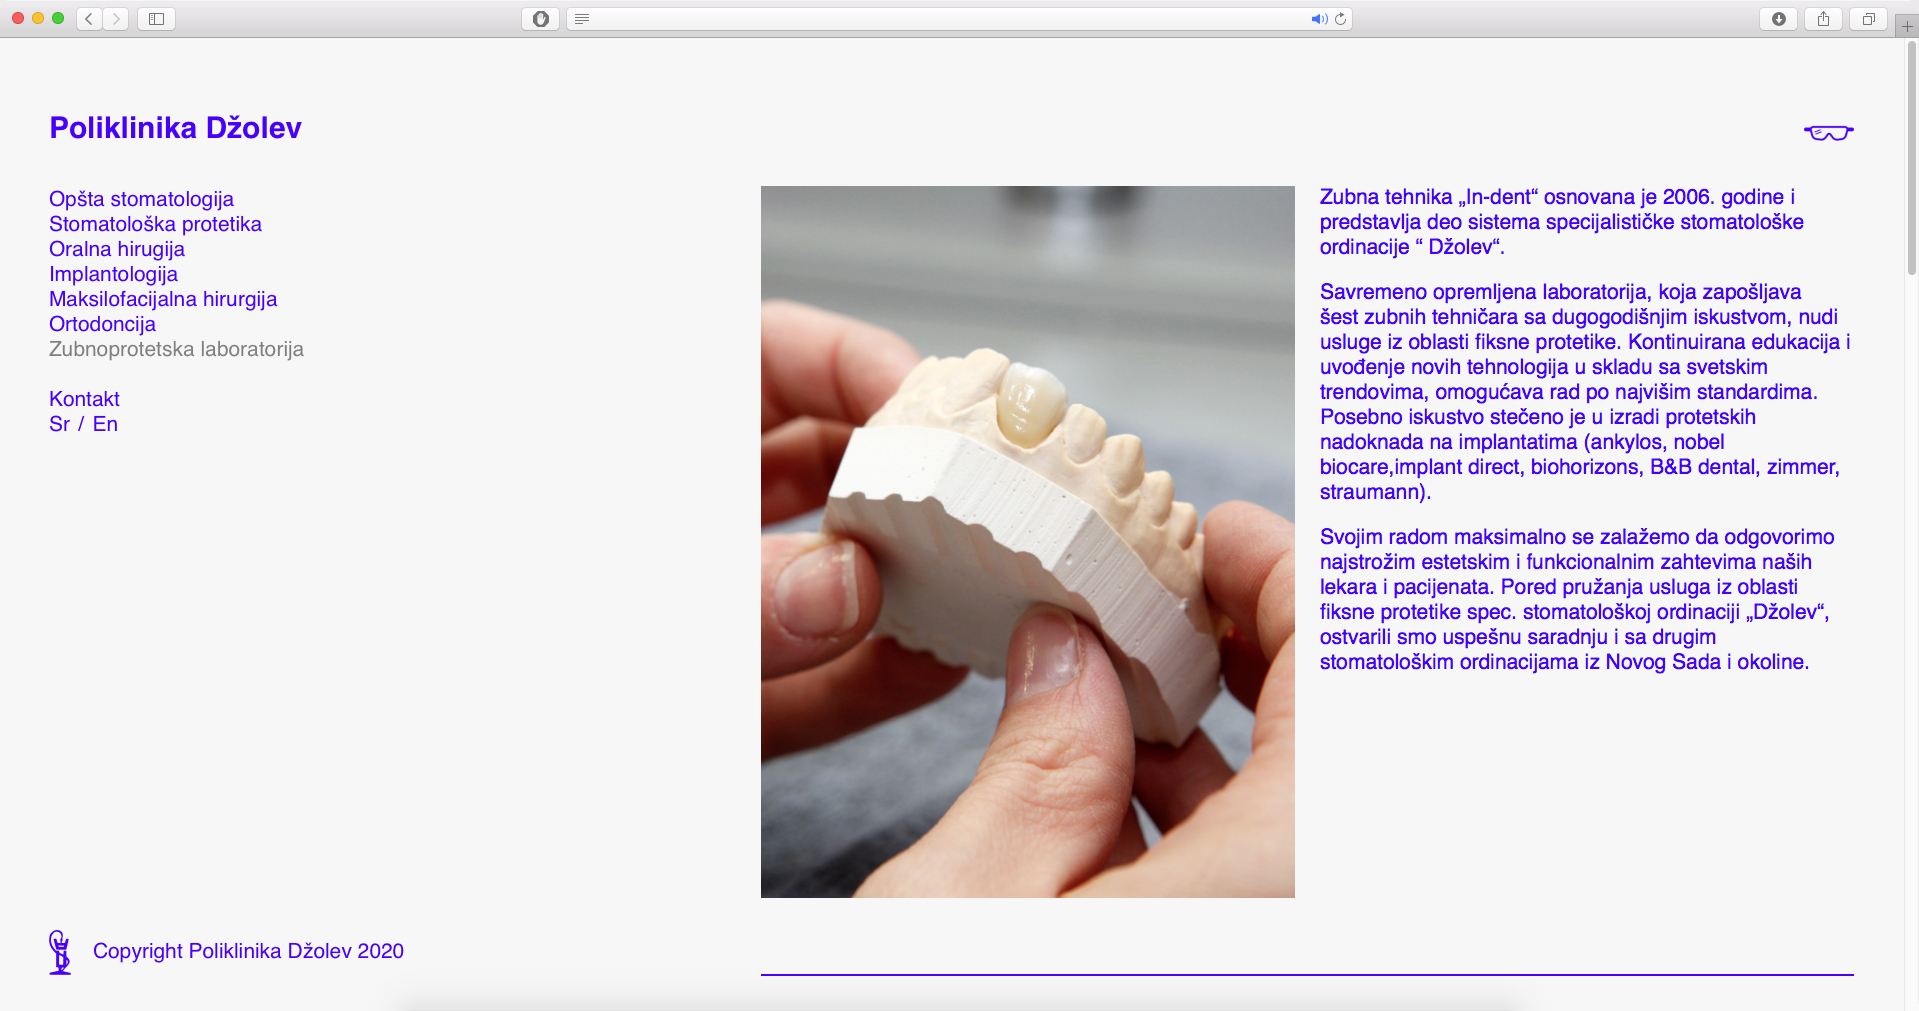 Poliklinika Džolev
Opšta stomatologija
Stomatološka protetika
Oralna hirugija
Implantologija
Maksilofacijalna hirurgija
Ortodoncija
Zubnoprotetska laboratorija
Kontakt
Sr / En
Zubna tehnika „In-dent“ osnovana je 2006. godine i
predstavlja deo sistema specijalističke stomatološke
ordinacije “ Džolev“.
Savremeno opremljena laboratorija, koja zapošljava
šest zubnih tehničara sa dugogodišnjim iskustvom, nudi
usluge iz oblasti fiksne protetike. Kontinuirana edukacija i
uvođenje novih tehnologija u skladu sa svetskim
trendovima, omogućava rad po najvišim standardima.
Posebno iskustvo stečeno je u izradi protetskih
nadoknada na implantatima (ankylos, nobel
biocare,implant direct, biohorizons, B&B dental, zimmer,
straumann).
Svojim radom maksimalno se zalažemo da odgovorimo
najstrožim estetskim i funkcionalnim zahtevima naših
lekara i pacijenata. Pored pružanja usluga iz oblasti
fiksne protetike spec. stomatološkoj ordinaciji „Džolev“,
ostvarili smo uspešnu saradnju i sa drugim
stomatološkim ordinacijama iz Novog Sada i okoline.
Copyright Poliklinika Džolev 2020